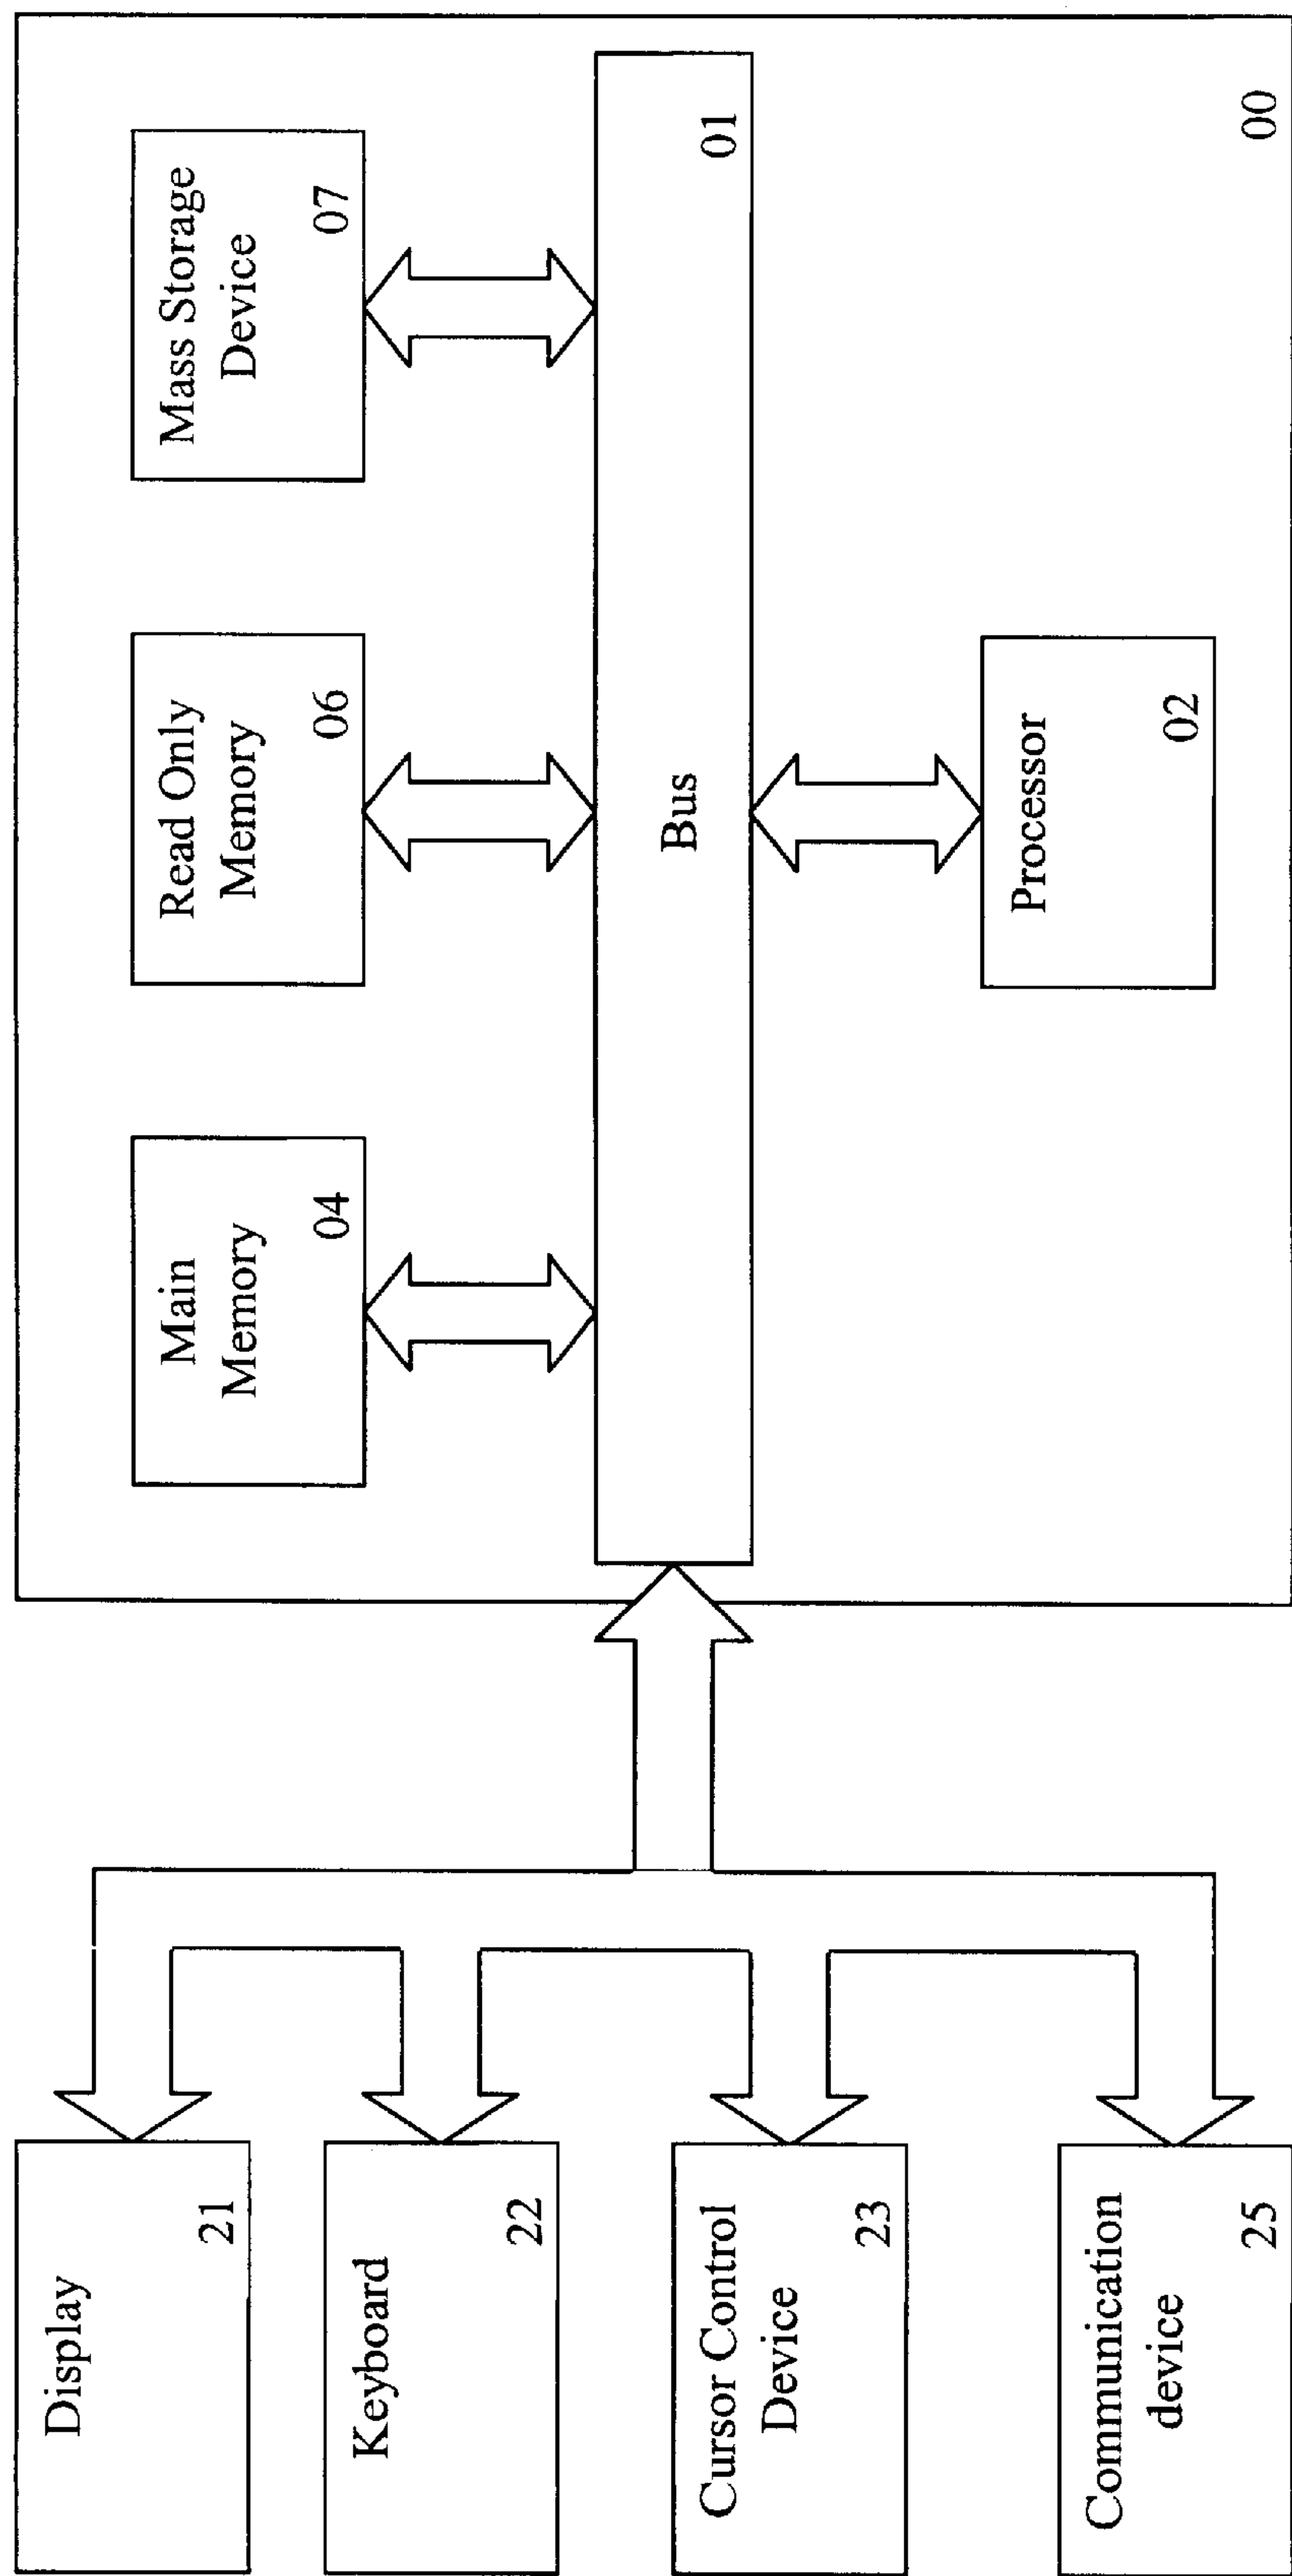 Display
21
Keyboard
22
Cursor Control
Device
23
Communication
device
25
Main
Memory
04
Read Only
Memory
06
Mass Storage
Device
07
Bus
01
Processor
02
00